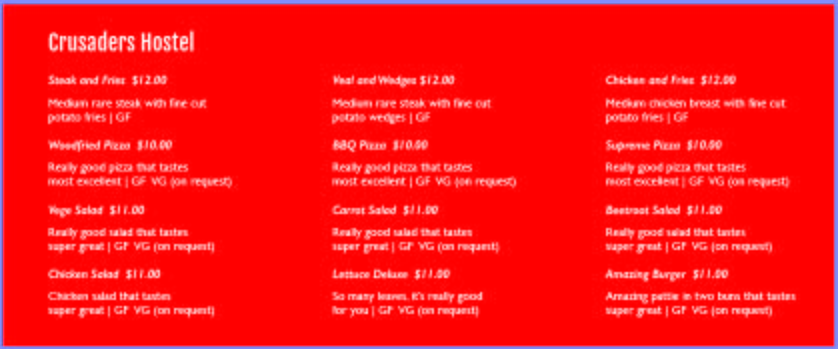 Crusaders Hostel
Steak and Fries $12.00
Medium rare steak with fine cut
potato fries | GF
Woodfried Pizza $10.00
Really good pizza that tastes
most excellent | GF VG (on request)
Vege Salad $11.00
Really good salad that tastes
super great | GF VG (on request)
Chicken Salad $11.00
Chicken salad that tastes
super great | GF VG (on request)
Veal and Wedges $12.00
Medium rare steak with fine cut
potato wedges | GF
BBQ Pizza $10.00
Really good pizza that tastes
most excellent | GF VG (on request)
Carrot Salad $11.00
Really good salad that tastes
super great | GF VG (on request)
Lettuce Deluxe $11.00
So many leaves, it's really good
for you | GF VG (on request)
Chicken and Fries $12.00
Medium chicken breast with fine cut
potato fries | GF
Supreme Pizza $10.00
Really good pizza that tastes
most excellent | GF VG (on request)
Beetroot Salad $11.00
Really good salad that tastes
super great | GF VG (on request)
Amazing Burger $11.00
Amazing pattie in two buns that tastes
super great | GF VG (on request)